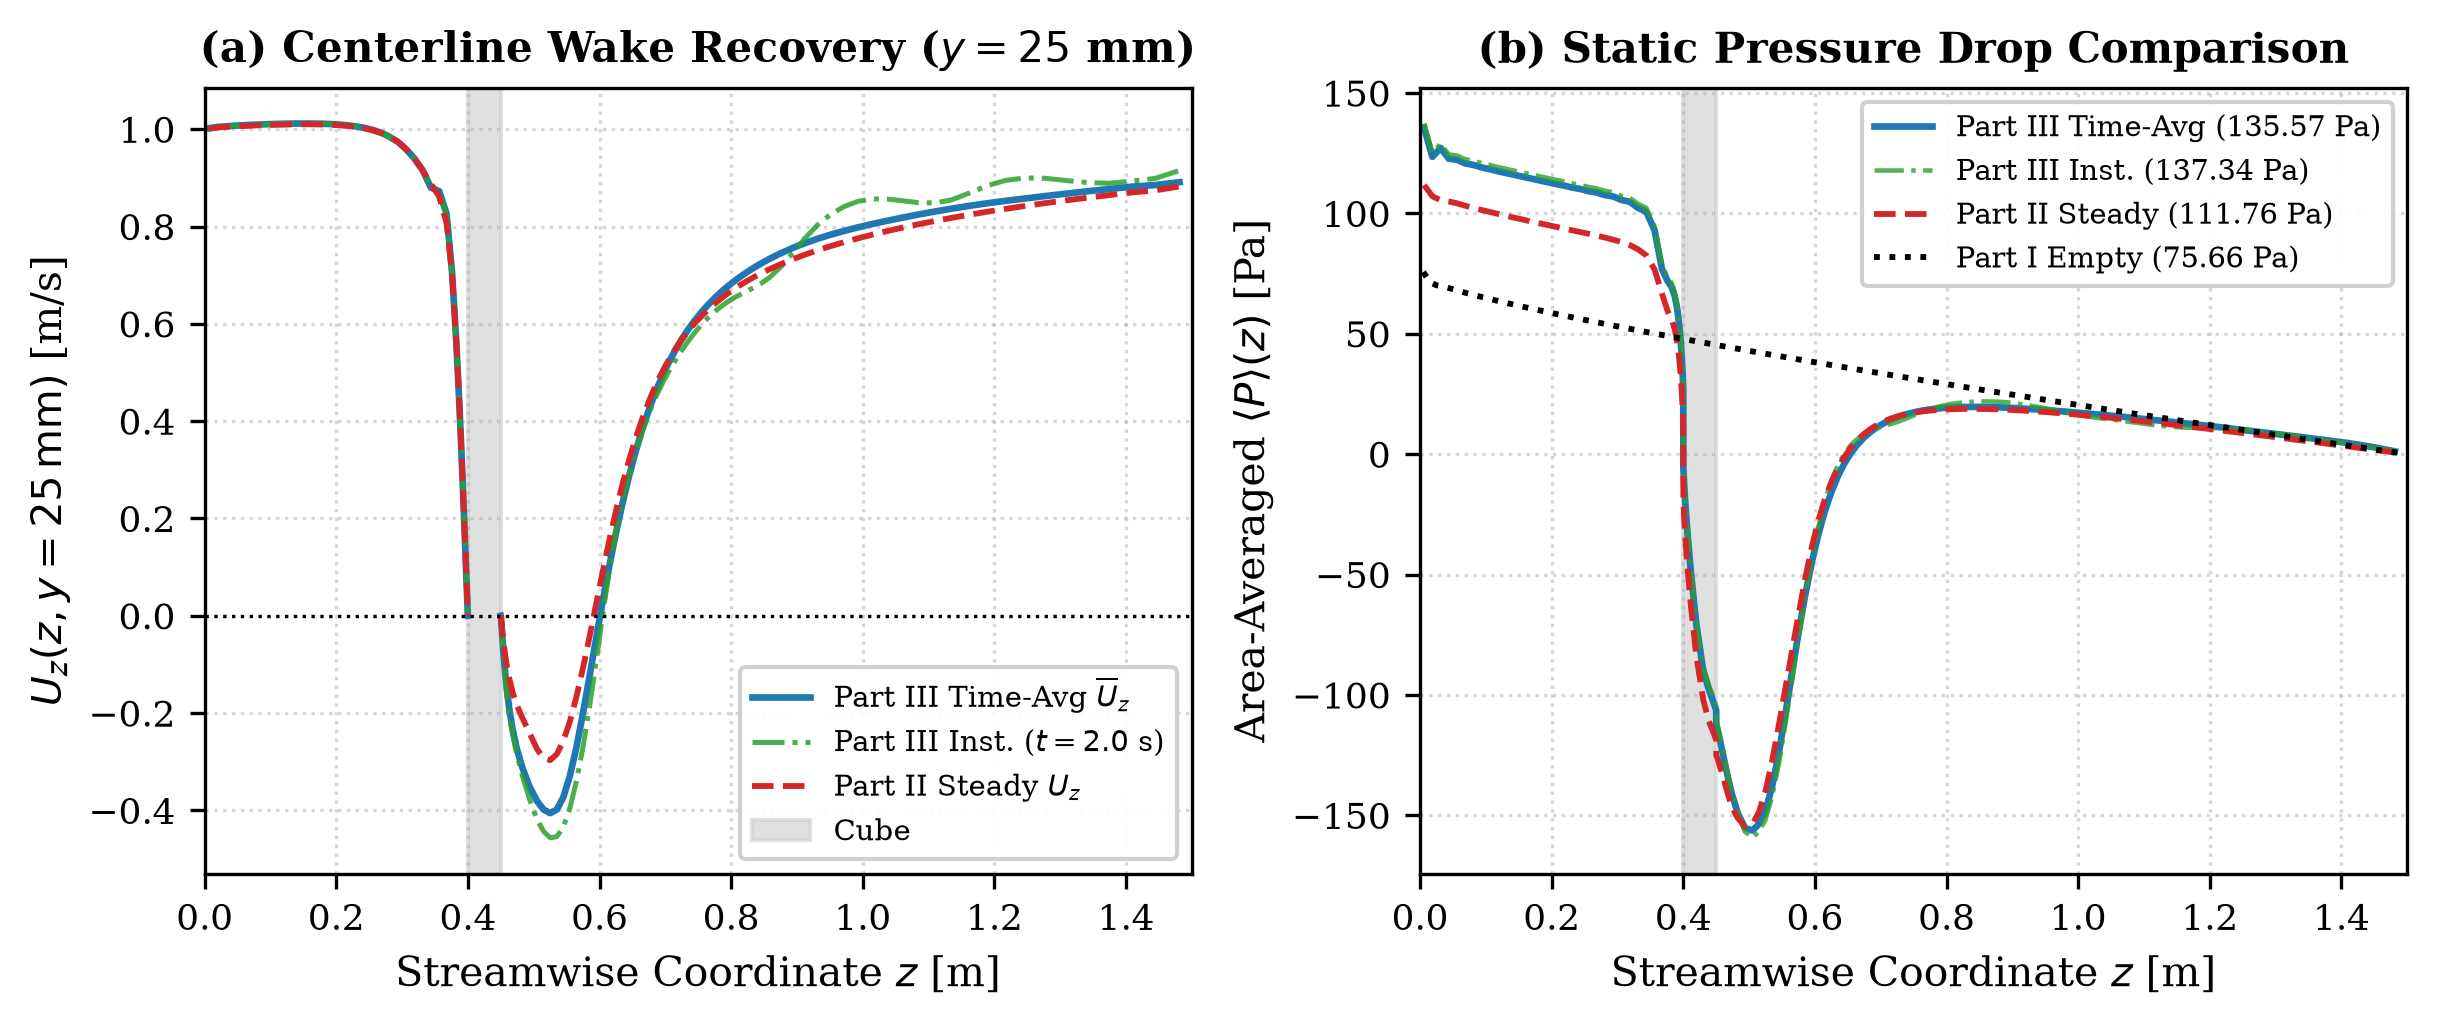 (a) Centerline Wake Recovery (y = 25 mm)
U_z(z, y = 25 mm) [m/s]
1.0
0.8
0.6
0.4
0.2
0.0
−0.2
−0.4
Part III Time-Avg U̅_z
Part III Inst. (t = 2.0 s)
Part II Steady U_z
Cube
0.0 0.2 0.4 0.6 0.8 1.0 1.2 1.4
Streamwise Coordinate z [m]
(b) Static Pressure Drop Comparison
Area-Averaged ⟨P⟩(z) [Pa]
150
100
50
0
−50
−100
−150
Part III Time-Avg (135.57 Pa)
Part III Inst. (137.34 Pa)
Part II Steady (111.76 Pa)
Part I Empty (75.66 Pa)
0.0 0.2 0.4 0.6 0.8 1.0 1.2 1.4
Streamwise Coordinate z [m]